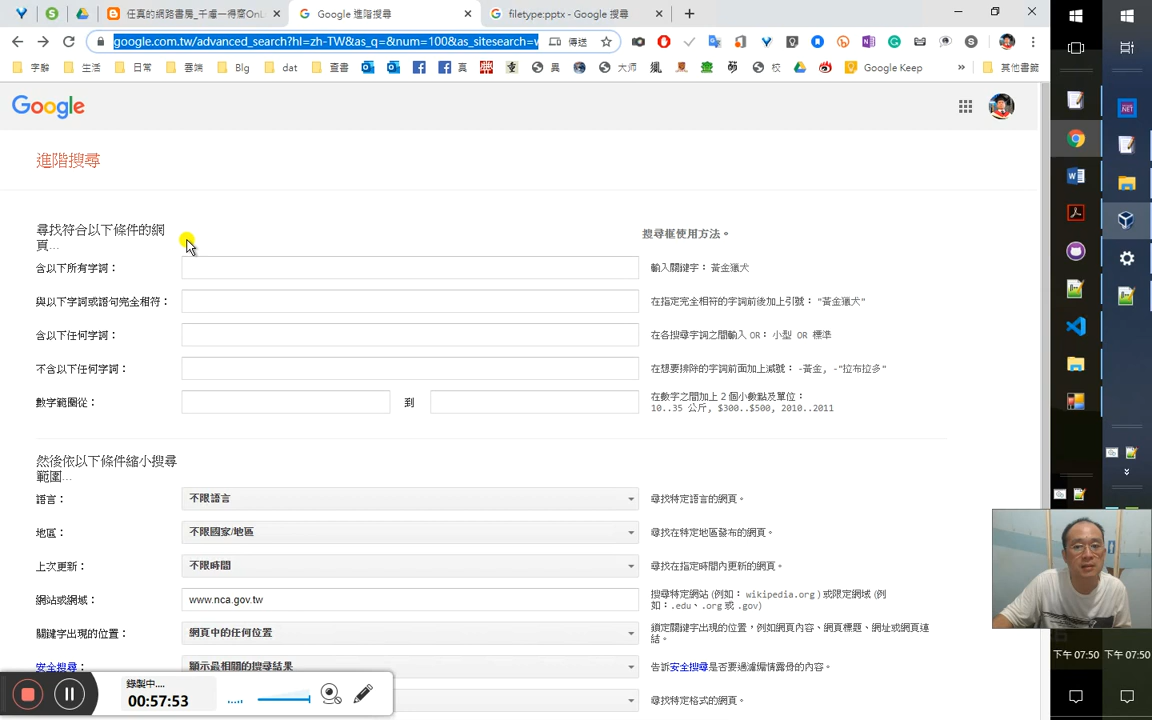 任真的網路書房_千慮一得齋OnL
Google 進階搜尋
filetype:pptx - Google 搜尋
google.com.tw/advanced_search?hl=zh-TW&as_q=&num=100&as_sitesearch=w
傳送
字辭
生活
日常
雲端
Blg
dat
查書
真
異
大师
校
Google Keep
»
其他書籤
Google
進階搜尋
尋找符合以下條件的網
頁...
搜尋框使用方法。
含以下所有字詞：
輸入關鍵字： 黃金獵犬
與以下字詞或語句完全相符：
在指定完全相符的字詞前後加上引號： "黃金獵犬"
含以下任何字詞：
在各搜尋字詞之間輸入 OR： 小型 OR 標準
不含以下任何字詞：
在想要排除的字詞前面加上減號： -黃金, -"拉布拉多"
數字範圍從：
到
在數字之間加上 2 個小數點及單位：
10..35 公斤, $300..$500, 2010..2011
然後依以下條件縮小搜尋
範圍...
語言：
不限語言
尋找特定語言的網頁。
地區：
不限國家/地區
尋找在特定地區發布的網頁。
上次更新：
不限時間
尋找在指定時間內更新的網頁。
網站或網域：
www.nca.gov.tw
搜尋特定網站 (例如： wikipedia.org ) 或限定網域 (例
如：.edu、.org 或 .gov)
關鍵字出現的位置：
網頁中的任何位置
鎖定關鍵字出現的位置，例如網頁內容、網頁標題、網址或網頁連
結。
安全搜尋：
顯示最相關的搜尋結果
告訴安全搜尋是否要過濾煽情露骨的內容。
尋找特定格式的網頁。
錄製中....
00:57:53
下午 07:50
下午 07:50